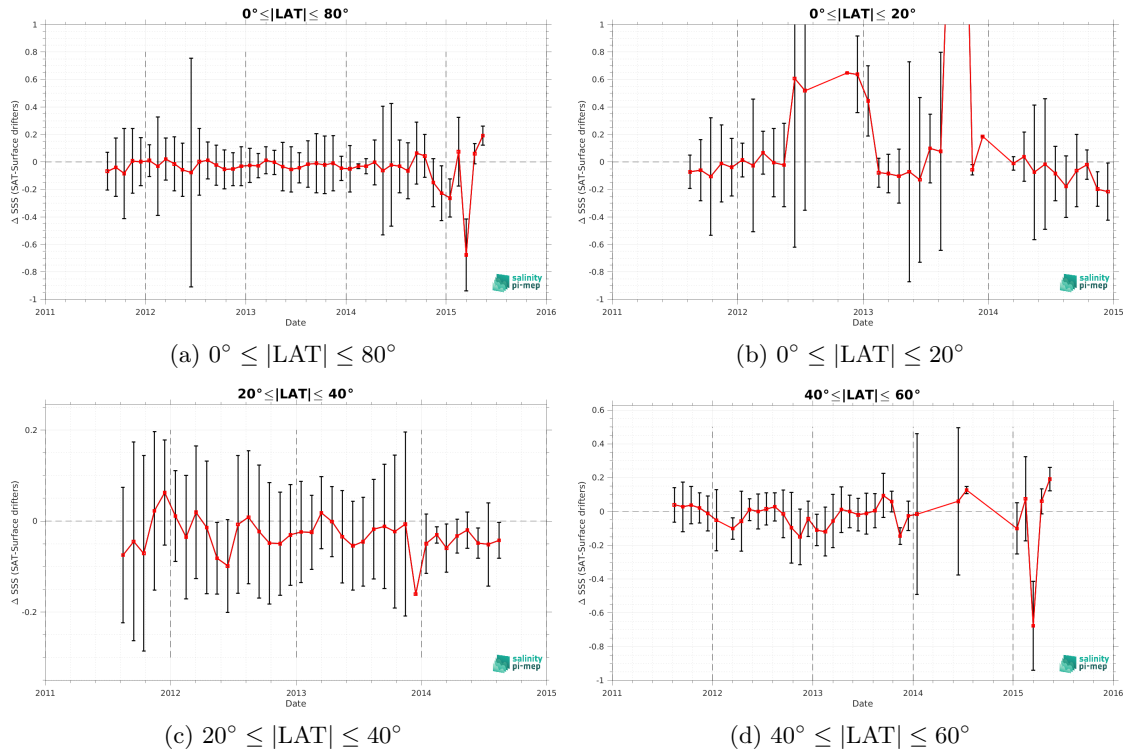 0°≤|LAT|≤ 80°
1
0.8
0.6
0.4
0.2
0
-0.2
-0.4
-0.6
-0.8
-1
Δ SSS (SAT-Surface drifters)
2011 2012 2013 2014 2015 2016
Date
salinity
pi-mep
(a) 0° ≤ |LAT| ≤ 80°
0°≤|LAT|≤ 20°
1
0.8
0.6
0.4
0.2
0
-0.2
-0.4
-0.6
-0.8
-1
Δ SSS (SAT-Surface drifters)
2011 2012 2013 2014 2015
Date
salinity
pi-mep
(b) 0° ≤ |LAT| ≤ 20°
20°≤|LAT|≤ 40°
0.2
0
-0.2
Δ SSS (SAT-Surface drifters)
2011 2012 2013 2014 2015
Date
salinity
pi-mep
(c) 20° ≤ |LAT| ≤ 40°
40°≤|LAT|≤ 60°
0.6
0.4
0.2
0
-0.2
-0.4
-0.6
-0.8
-1
Δ SSS (SAT-Surface drifters)
2011 2012 2013 2014 2015 2016
Date
salinity
pi-mep
(d) 40° ≤ |LAT| ≤ 60°